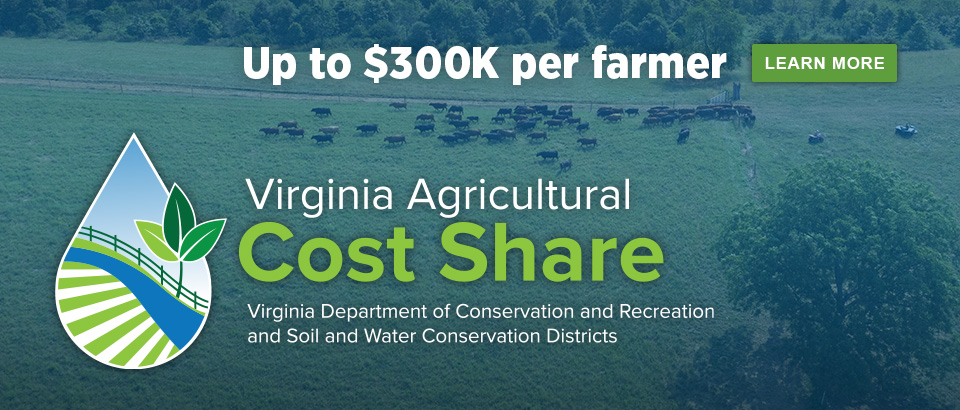 Up to $300K per farmer
LEARN MORE
Virginia Agricultural
Cost Share
Virginia Department of Conservation and Recreation
and Soil and Water Conservation Districts